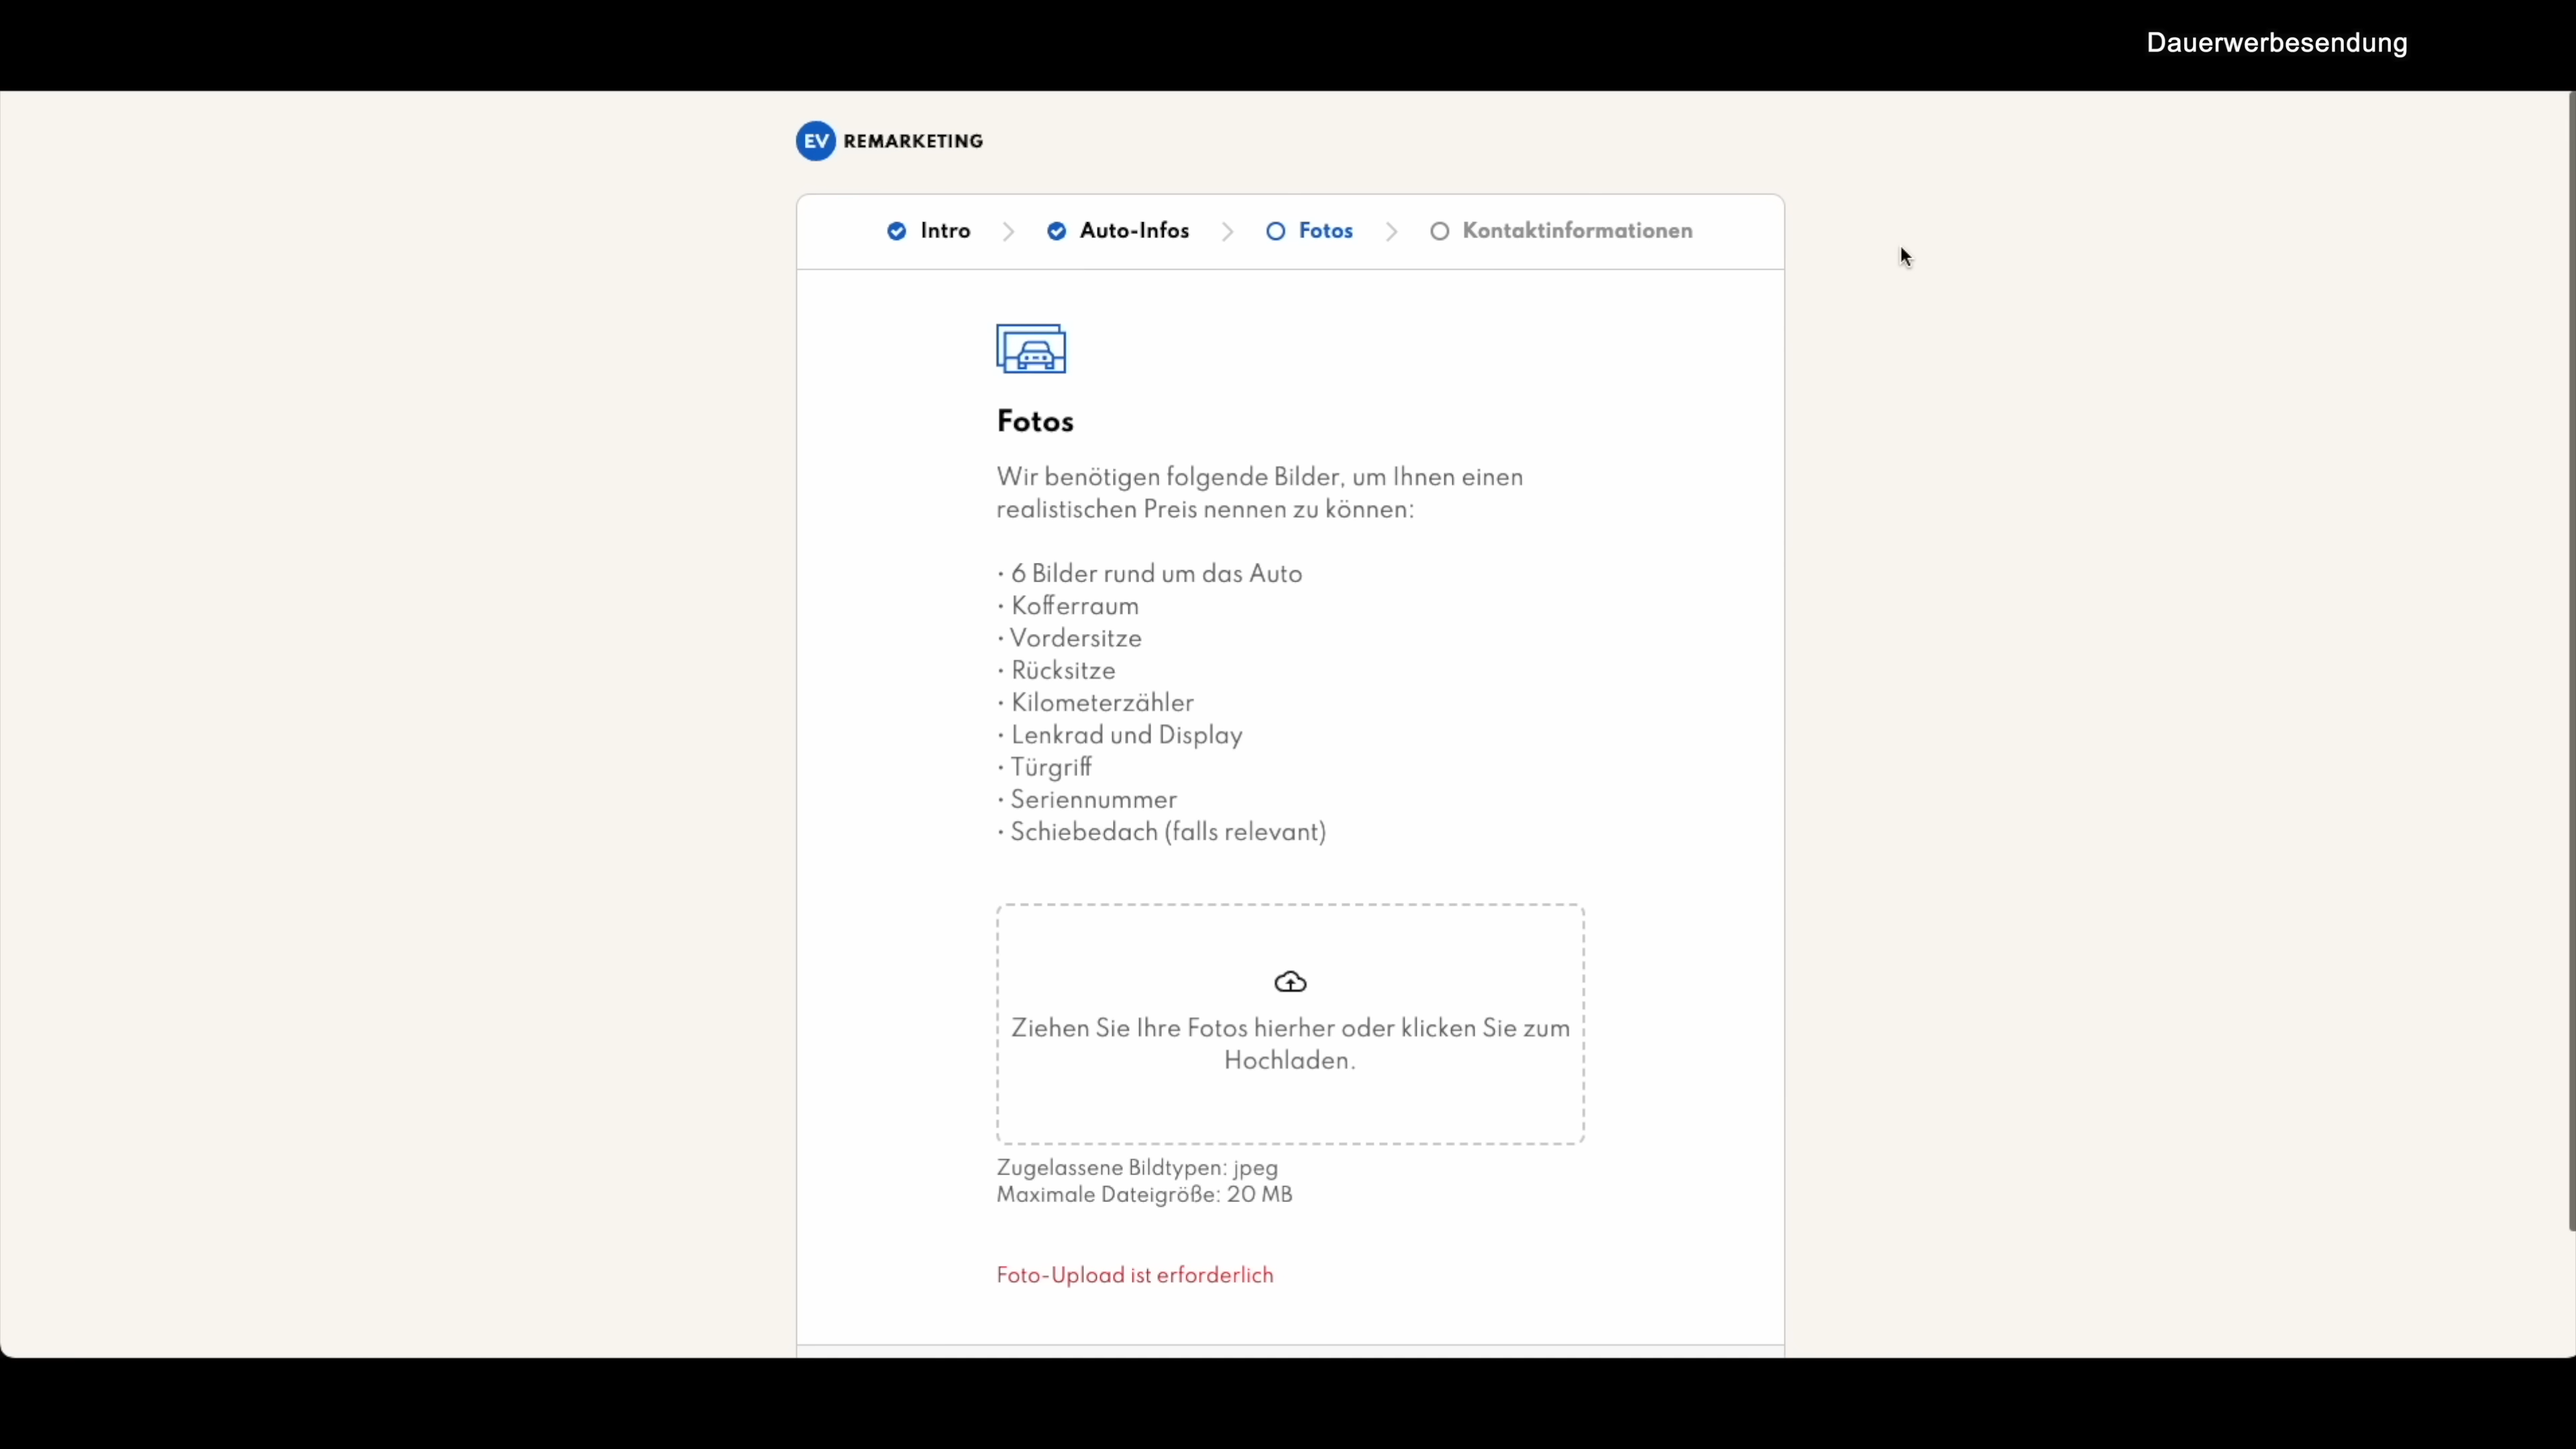 Dauerwerbesendung
EV REMARKETING
Intro
Auto-Infos
Fotos
Kontaktinformationen
Fotos
Wir benötigen folgende Bilder, um Ihnen einen
realistischen Preis nennen zu können:
· 6 Bilder rund um das Auto
· Kofferraum
· Vordersitze
· Rücksitze
· Kilometerzähler
· Lenkrad und Display
· Türgriff
· Seriennummer
· Schiebedach (falls relevant)
Ziehen Sie Ihre Fotos hierher oder klicken Sie zum
Hochladen.
Zugelassene Bildtypen: jpeg
Maximale Dateigröße: 20 MB
Foto-Upload ist erforderlich